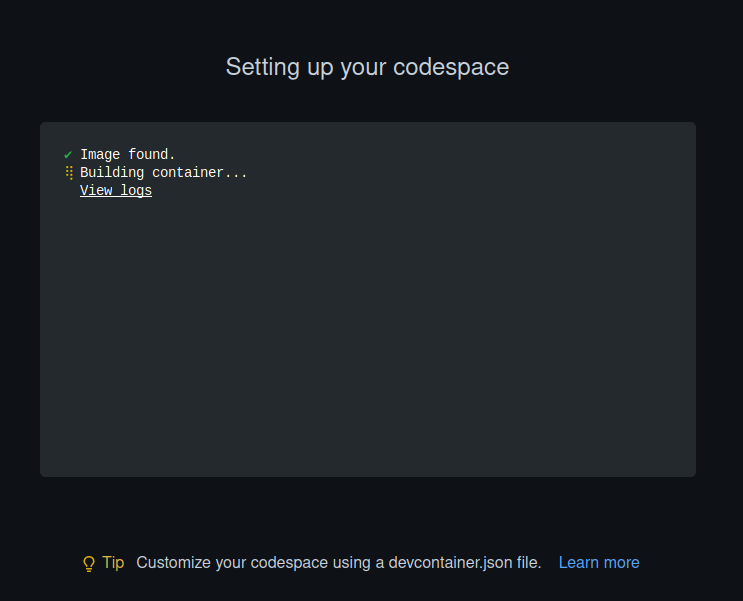 Setting up your codespace
✔ Image found.
⣾ Building container...
View logs
Tip Customize your codespace using a devcontainer.json file. Learn more